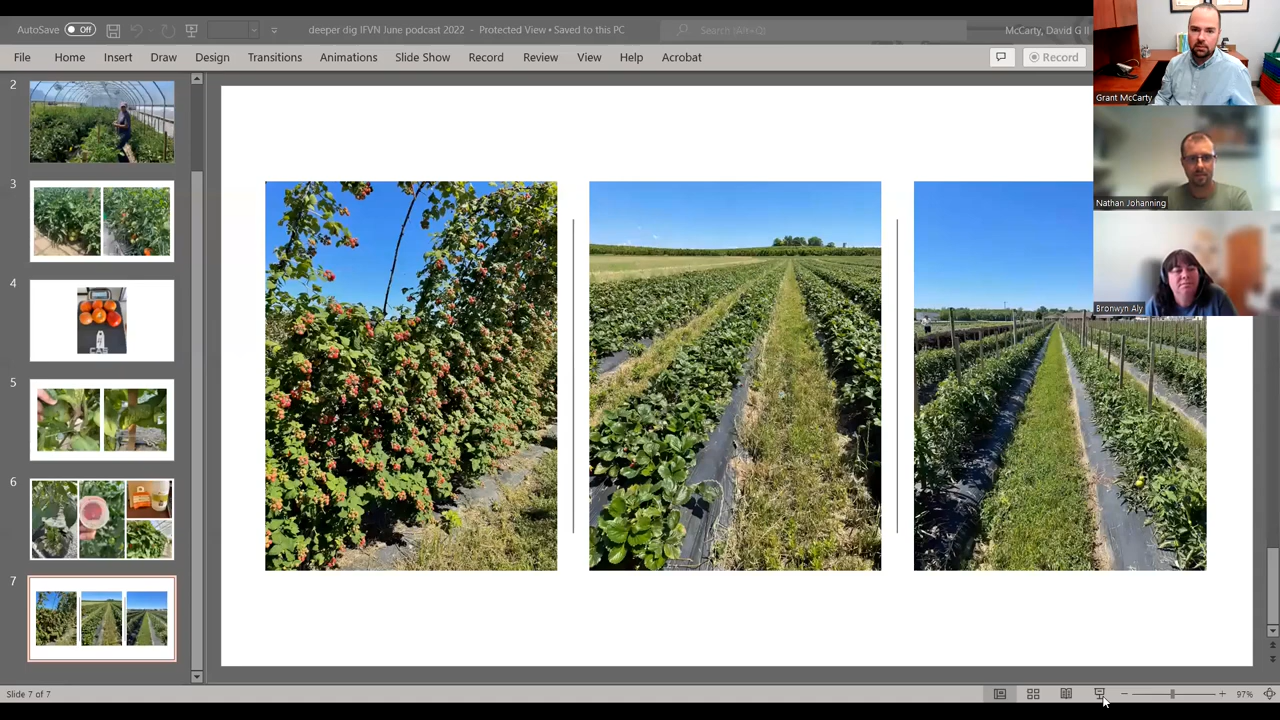 AutoSave Off
deeper dig IFVN June podcast 2022 - Protected View • Saved to this PC
Search (Alt+Q)
McCarty, David G II
File Home Insert Draw Design Transitions Animations Slide Show Record Review View Help Acrobat
Record
Grant McCarty
Nathan Johanning
Bronwyn Aly
2
3
4
5
6
7
Slide 7 of 7
97%